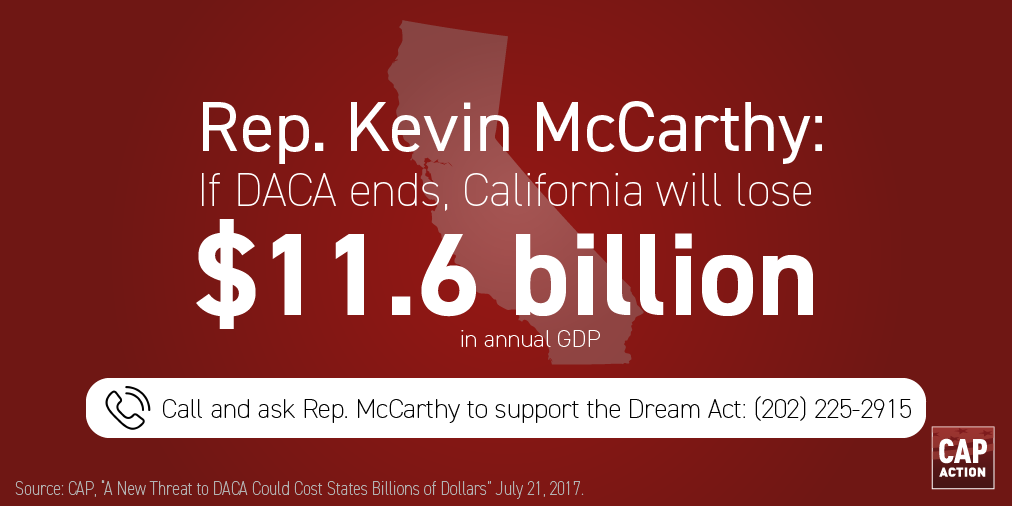 Rep. Kevin McCarthy:
If DACA ends, California will lose
$11.6 billion
in annual GDP
Call and ask Rep. McCarthy to support the Dream Act: (202) 225-2915
CAP
ACTION
Source: CAP, "A New Threat to DACA Could Cost States Billions of Dollars" July 21, 2017.